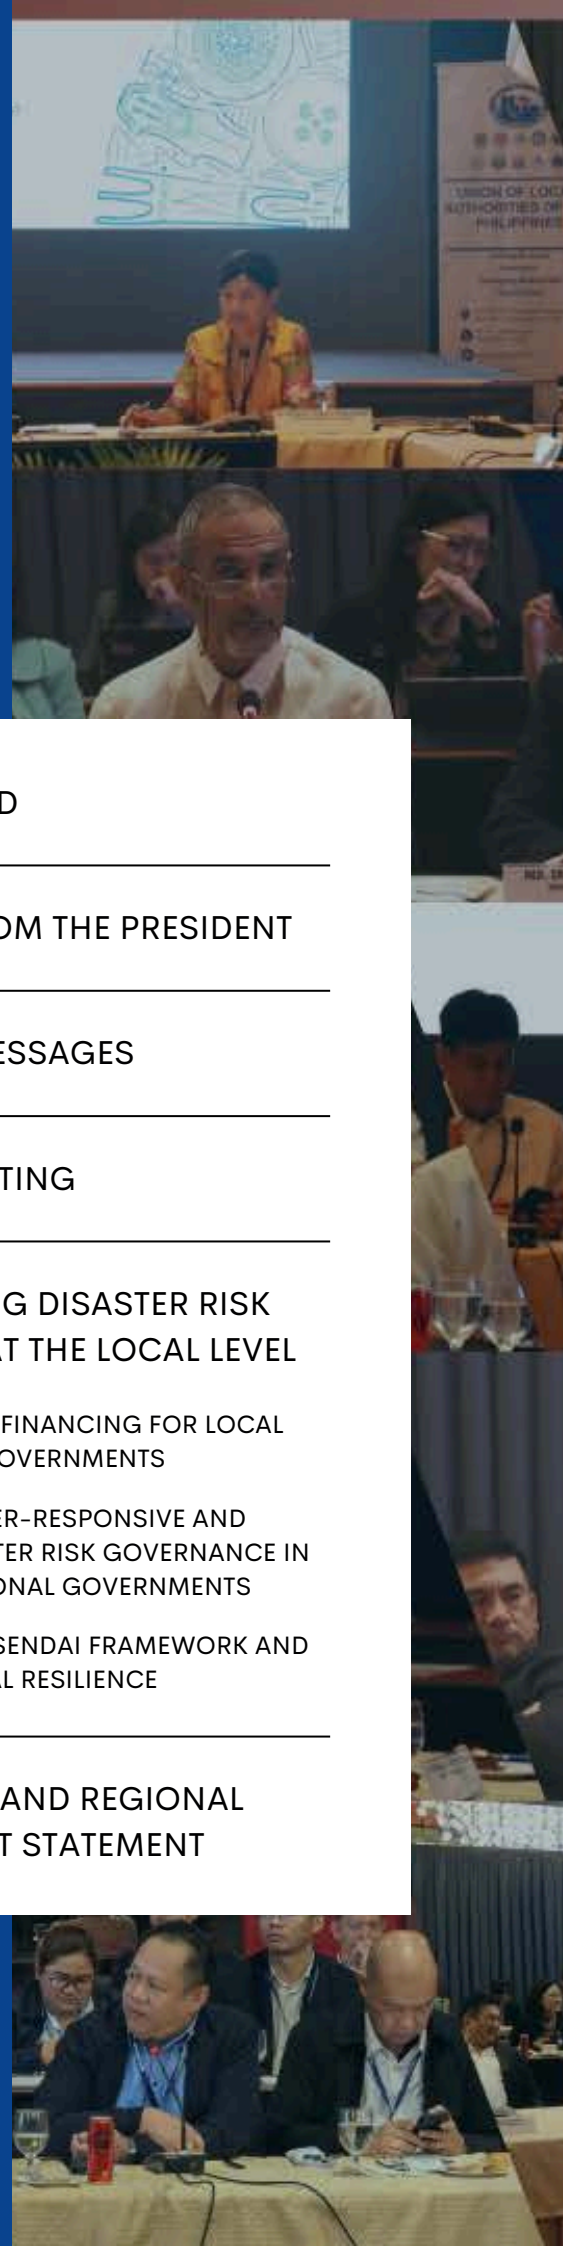 UNION OF LOCAL
AUTHORITIES OF
PHILIPPINES
D
OM THE PRESIDENT
ESSAGES
TING
G DISASTER RISK
AT THE LOCAL LEVEL
FINANCING FOR LOCAL
OVERNMENTS
ER-RESPONSIVE AND
TER RISK GOVERNANCE IN
ONAL GOVERNMENTS
SENDAI FRAMEWORK AND
AL RESILIENCE
AND REGIONAL
T STATEMENT